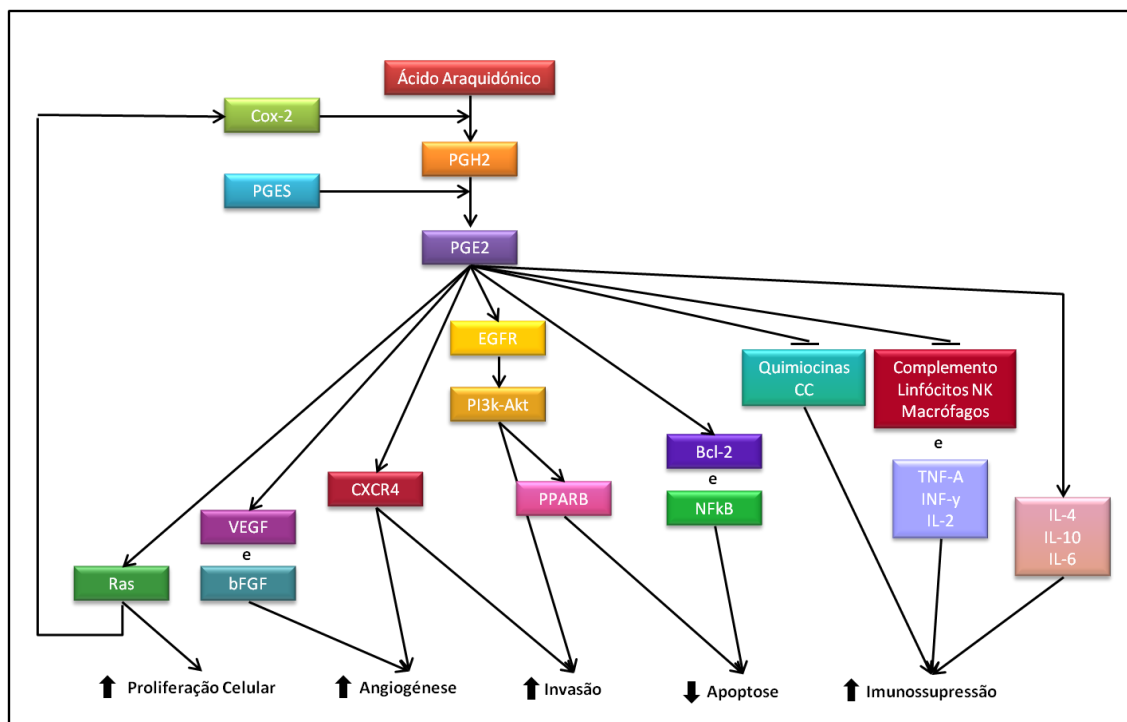 Ácido Araquidónico
Cox-2
PGH2
PGES
PGE2
EGFR
PI3k-Akt
Quimiocinas
CC
Complemento
Linfócitos NK
Macrófagos
e
TNF-A
INF-γ
IL-2
Bcl-2
e
NFkB
CXCR4
PPARB
VEGF
e
bFGF
IL-4
IL-10
IL-6
Ras
Proliferação Celular
Angiogénese
Invasão
Apoptose
Imunossupressão